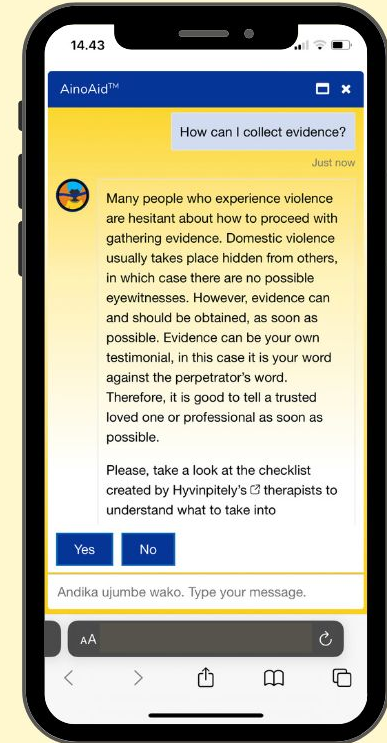 14.43
AinoAid™
How can I collect evidence?
Just now
Many people who experience violence
are hesitant about how to proceed with
gathering evidence. Domestic violence
usually takes place hidden from others,
in which case there are no possible
eyewitnesses. However, evidence can
and should be obtained, as soon as
possible. Evidence can be your own
testimonial, in this case it is your word
against the perpetrator's word.
Therefore, it is good to tell a trusted
loved one or professional as soon as
possible.
Please, take a look at the checklist
created by Hyvinpitely's therapists to
understand what to take into
Yes No
Andika ujumbe wako. Type your message.
AA